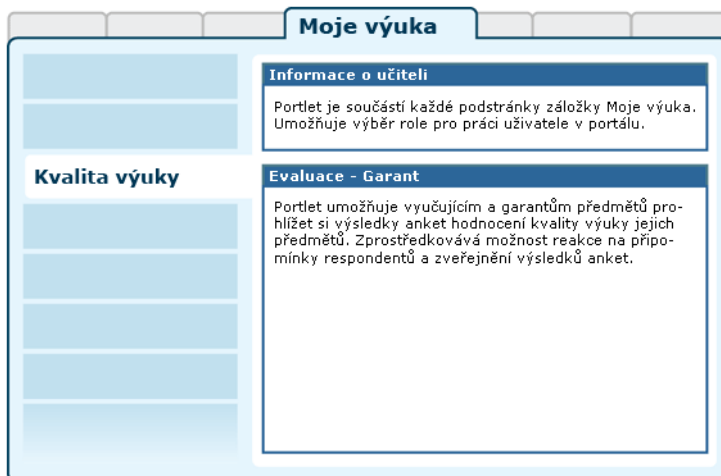 Moje výuka
Informace o učiteli
Portlet je součástí každé podstránky záložky Moje výuka.
Umožňuje výběr role pro práci uživatele v portálu.
Kvalita výuky
Evaluace - Garant
Portlet umožňuje vyučujícím a garantům předmětů pro-
hlížet si výsledky anket hodnocení kvality výuky jejich
předmětů. Zprostředkovává možnost reakce na připo-
mínky respondentů a zveřejnění výsledků anket.